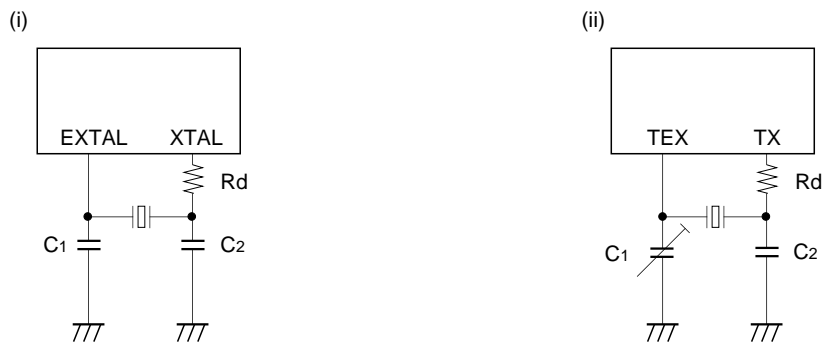 (i)
(ii)
EXTAL XTAL
TEX TX
Rd
Rd
C1
C2
C1
C2